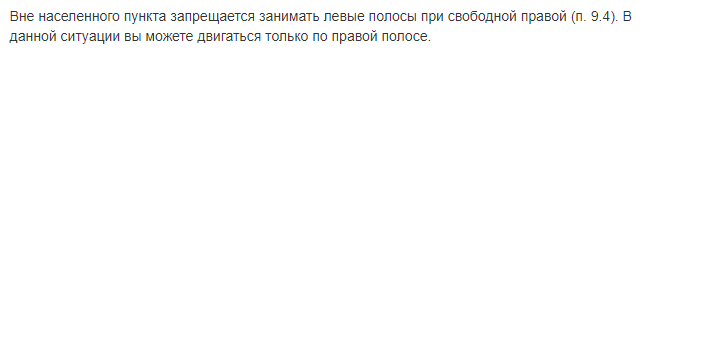 Вне населенного пункта запрещается занимать левые полосы при свободной правой (п. 9.4). В
данной ситуации вы можете двигаться только по правой полосе.